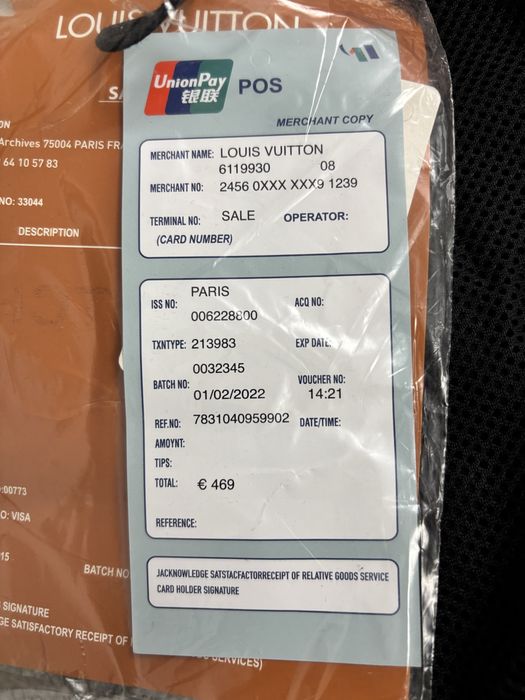 LOUIS VUITTON
UnionPay
银联
POS
MERCHANT COPY
MERCHANT NAME: LOUIS VUITTON
6119930 08
MERCHANT NO: 2456 0XXX XXX9 1239
TERMINAL NO: SALE OPERATOR:
(CARD NUMBER)
ISS NO: PARIS ACQ NO:
006228800
TXNTYPE: 213983 EXP DATE:
0032345
BATCH NO: VOUCHER NO:
01/02/2022 14:21
REF.NO: 7831040959902 DATE/TIME:
AMOYNT:
TIPS:
TOTAL: € 469
REFERENCE:
JACKNOWLEDGE SATSTACFACTORRECEIPT OF RELATIVE GOODS SERVICE
CARD HOLDER SIGNATURE
Archives 75004 PARIS FR
64 10 57 83
NO: 33044
DESCRIPTION
:00773
O: VISA
15
BATCH NO
SIGNATURE
GE SATISFACTORY RECEIPT OF